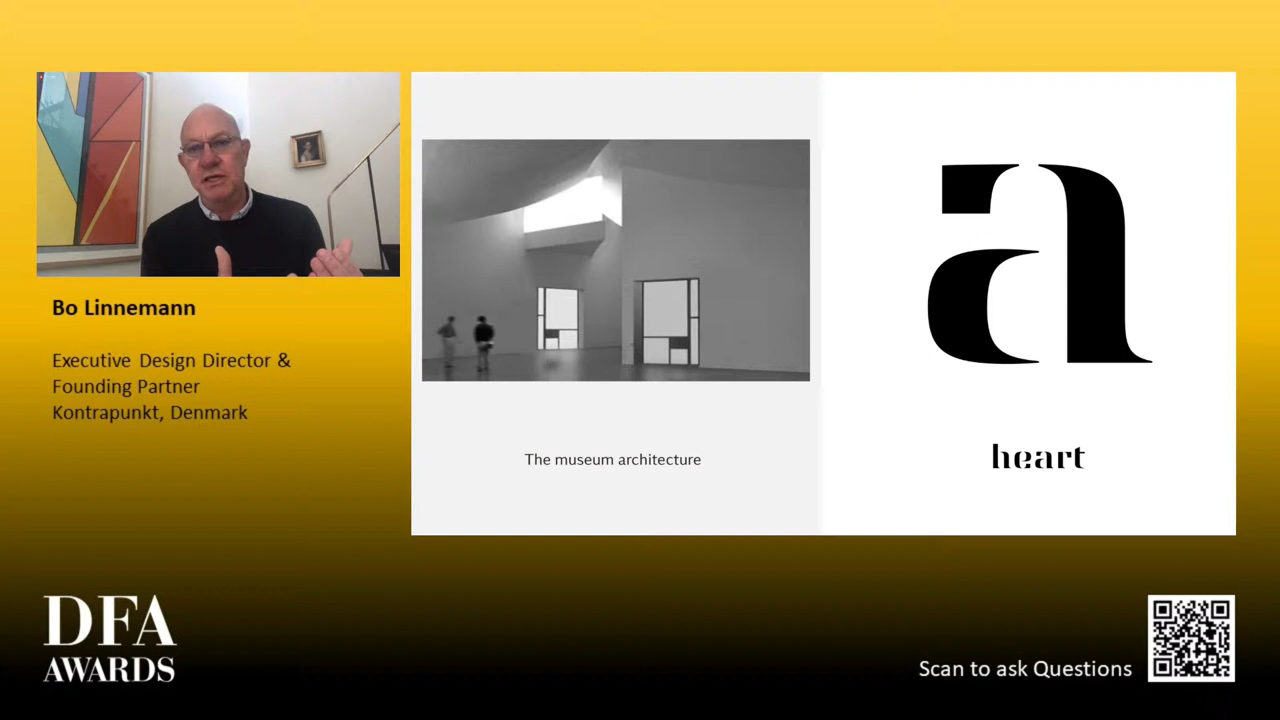 Bo Linnemann
Executive Design Director &
Founding Partner
Kontrapunkt, Denmark
The museum architecture
a
heart
DFA
AWARDS
Scan to ask Questions